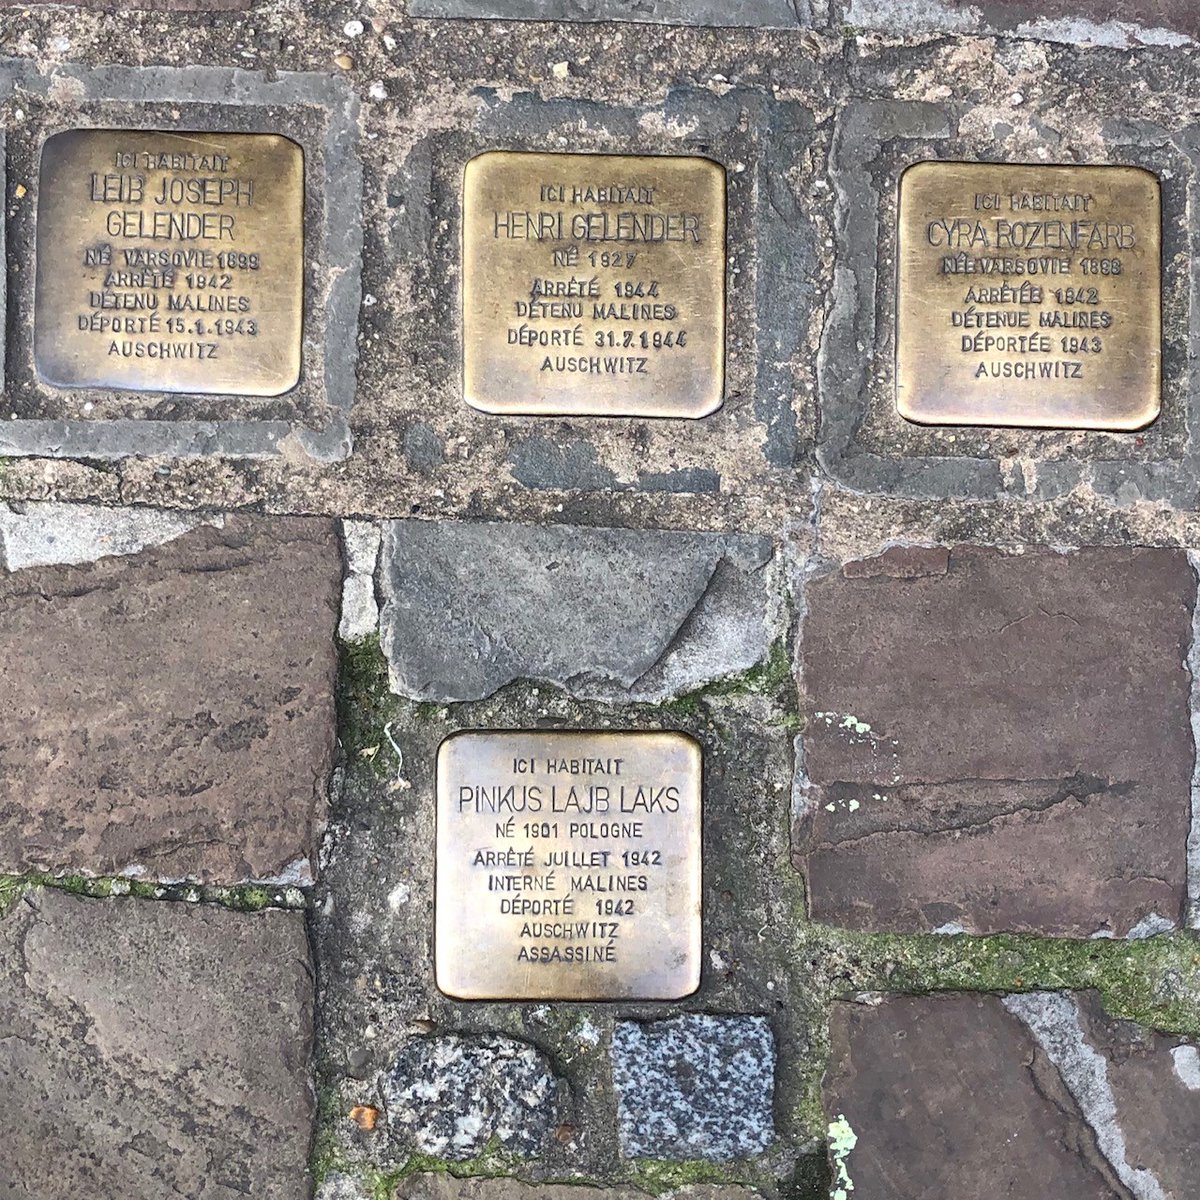 ICI HABITAIT
LEIB JOSEPH
GELENDER
NÉ VARSOVIE 1899
ARRÊTÉ 1942
DÉTENU MALINES
DÉPORTÉ 15.1.1943
AUSCHWITZ
ICI HABITAIT
HENRI GELENDER
NÉ 1927
ARRÊTÉ 1944
DÉTENU MALINES
DÉPORTÉ 31.7.1944
AUSCHWITZ
ICI HABITAIT
CYRA ROZENFARB
NÉE VARSOVIE 1898
ARRÊTÉE 1942
DÉTENUE MALINES
DÉPORTÉE 1943
AUSCHWITZ
ICI HABITAIT
PINKUS LAJB LAKS
NÉ 1901 POLOGNE
ARRÊTÉ JUILLET 1942
INTERNÉ MALINES
DÉPORTÉ 1942
AUSCHWITZ
ASSASSINÉ